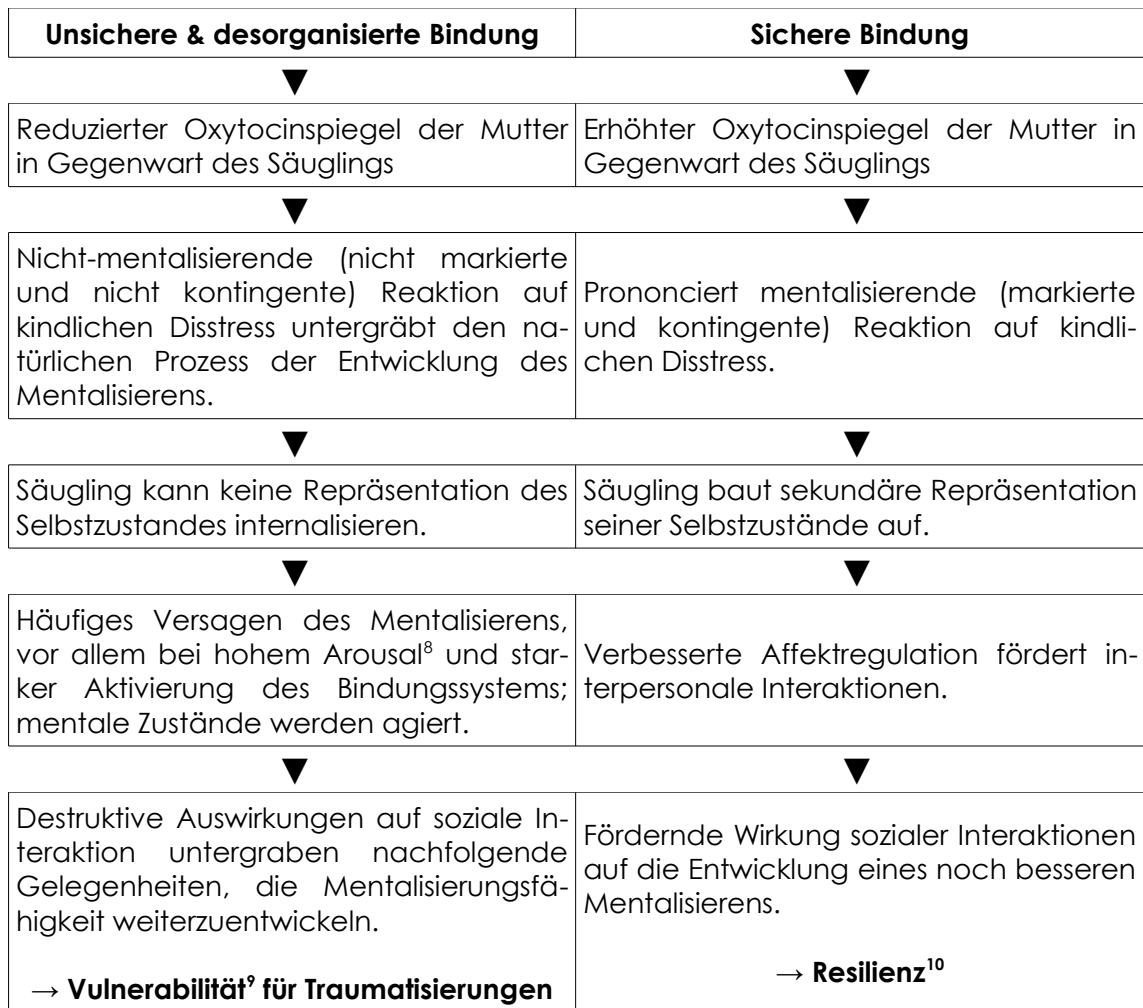 Unsichere & desorganisierte Bindung
Sichere Bindung
▼
▼
Reduzierter Oxytocinspiegel der Mutter
in Gegenwart des Säuglings
Erhöhter Oxytocinspiegel der Mutter in
Gegenwart des Säuglings
▼
▼
Nicht-mentalisierende (nicht markierte
und nicht kontingente) Reaktion auf
kindlichen Disstress untergräbt den na-
türlichen Prozess der Entwicklung des
Mentalisierens.
Prononciert mentalisierende (markierte
und kontingente) Reaktion auf kindli-
chen Disstress.
▼
▼
Säugling kann keine Repräsentation des
Selbstzustandes internalisieren.
Säugling baut sekundäre Repräsentation
seiner Selbstzustände auf.
▼
▼
Häufiges Versagen des Mentalisierens,
vor allem bei hohem Arousal⁸ und star-
ker Aktivierung des Bindungssystems;
mentale Zustände werden agiert.
Verbesserte Affektregulation fördert in-
terpersonale Interaktionen.
▼
▼
Destruktive Auswirkungen auf soziale In-
teraktion untergraben nachfolgende
Gelegenheiten, die Mentalisierungsfä-
higkeit weiterzuentwickeln.
→ Vulnerabilität⁹ für Traumatisierungen
Fördernde Wirkung sozialer Interaktionen
auf die Entwicklung eines noch besseren
Mentalisierens.
→ Resilienz¹⁰